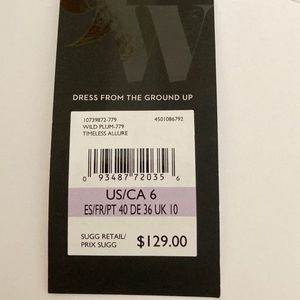 W
DRESS FROM THE GROUND UP
10739872-779 4501086792
WILD PLUM-779
TIMELESS ALLURE
0 93487 72035 6
US/CA 6
ES/FR/PT 40 DE 36 UK 10
SUGG RETAIL/
PRIX SUGG $129.00